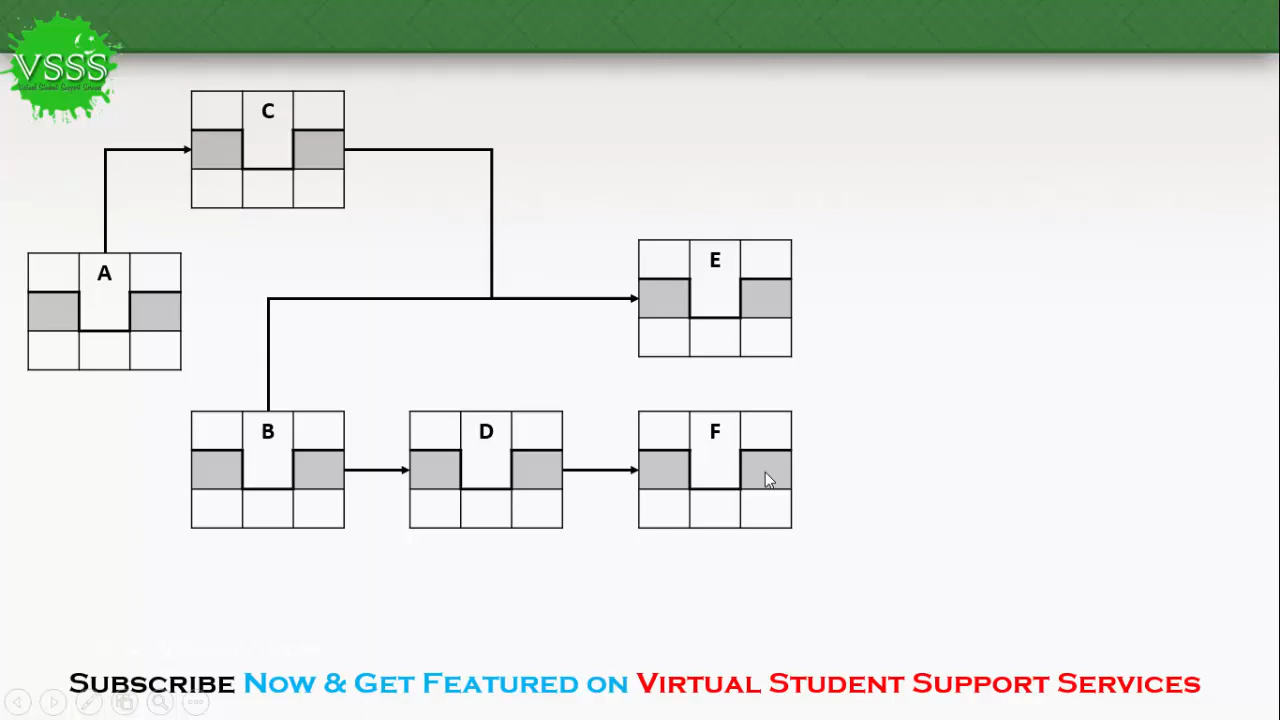 VSSS
C
A
E
B
D
F
Subscribe Now & Get Featured on Virtual Student Support Services